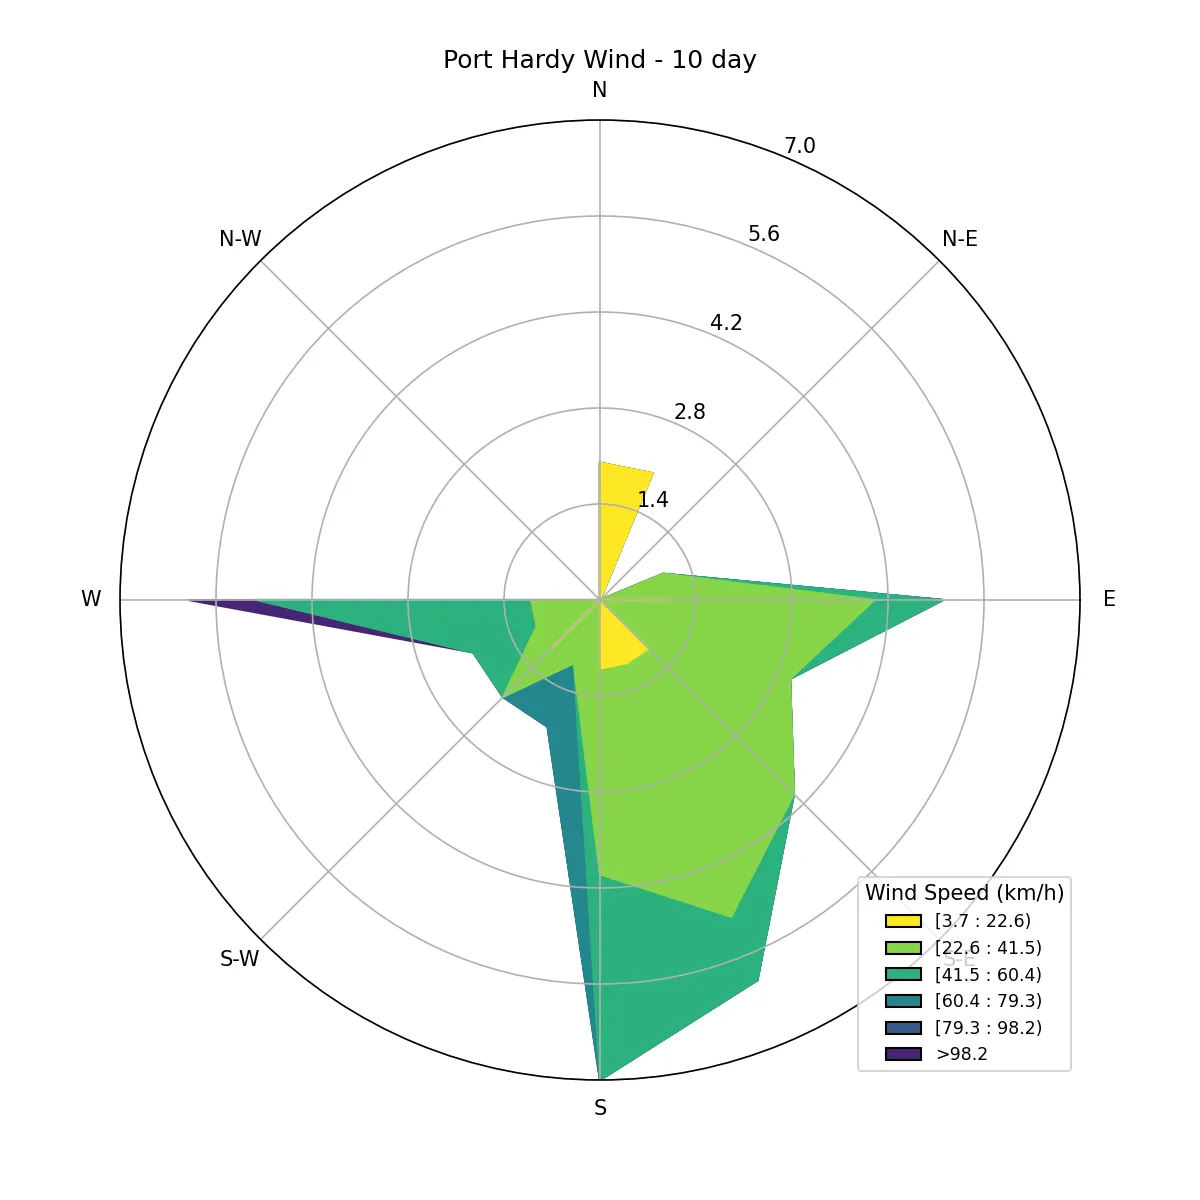 Port Hardy Wind - 10 day
N
7.0
N-W
5.6
N-E
4.2
2.8
1.4
W
E
S-W
S-E
S
Wind Speed (km/h)
[3.7 : 22.6)
[22.6 : 41.5)
[41.5 : 60.4)
[60.4 : 79.3)
[79.3 : 98.2)
>98.2